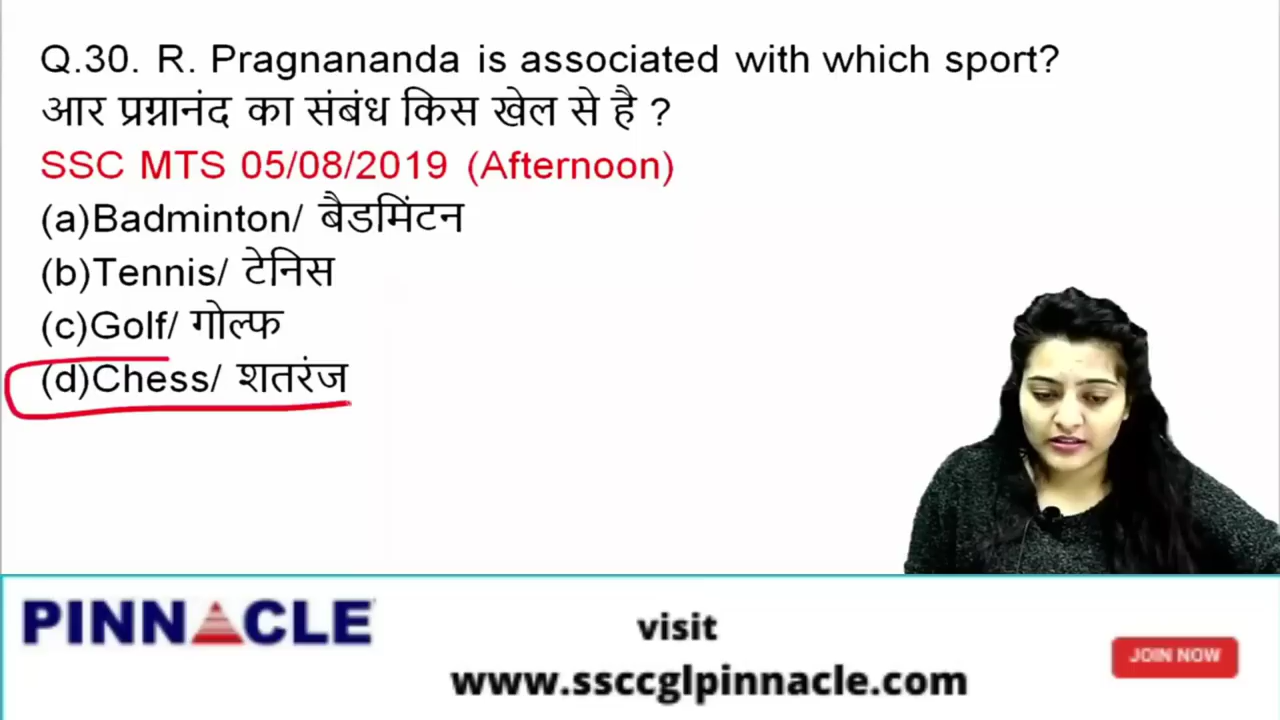 Q.30. R. Pragnananda is associated with which sport?
आर प्रग्नानंद का संबंध किस खेल से है ?
SSC MTS 05/08/2019 (Afternoon)
(a)Badminton/ बैडमिंटन
(b)Tennis/ टेनिस
(c)Golf/ गोल्फ
(d)Chess/ शतरंज
PINNACLE
visit
www.ssccglpinnacle.com
JOIN NOW